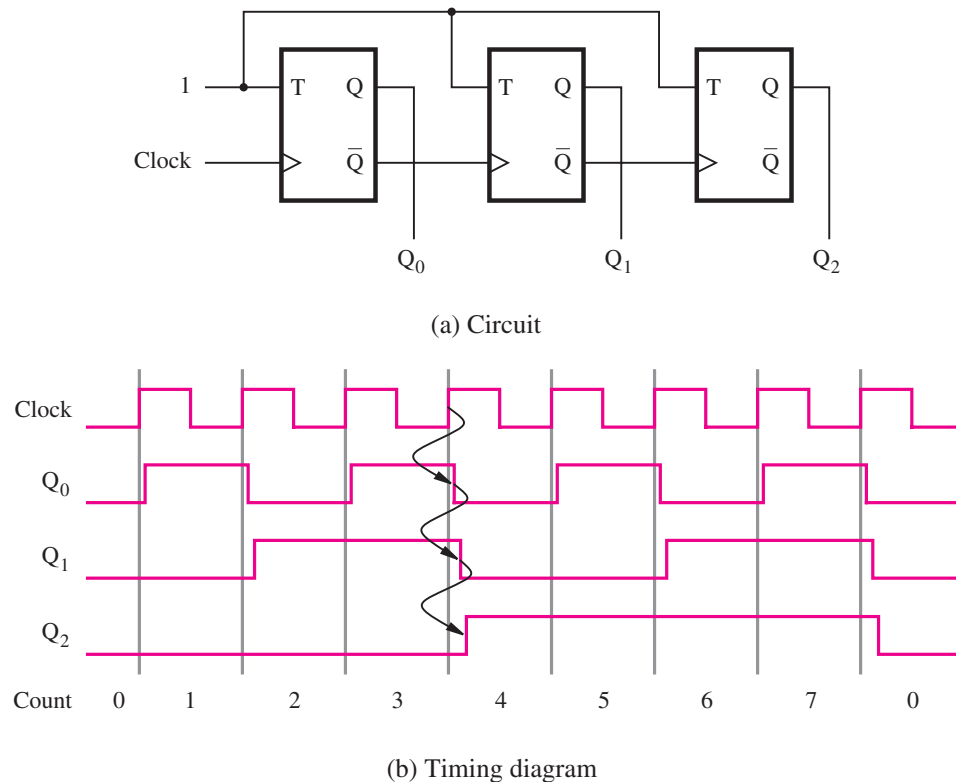 1 T Q T Q T Q
Clock Q̅ Q̅ Q̅
Q₀ Q₁ Q₂
(a) Circuit
Clock
Q₀
Q₁
Q₂
Count 0 1 2 3 4 5 6 7 0
(b) Timing diagram